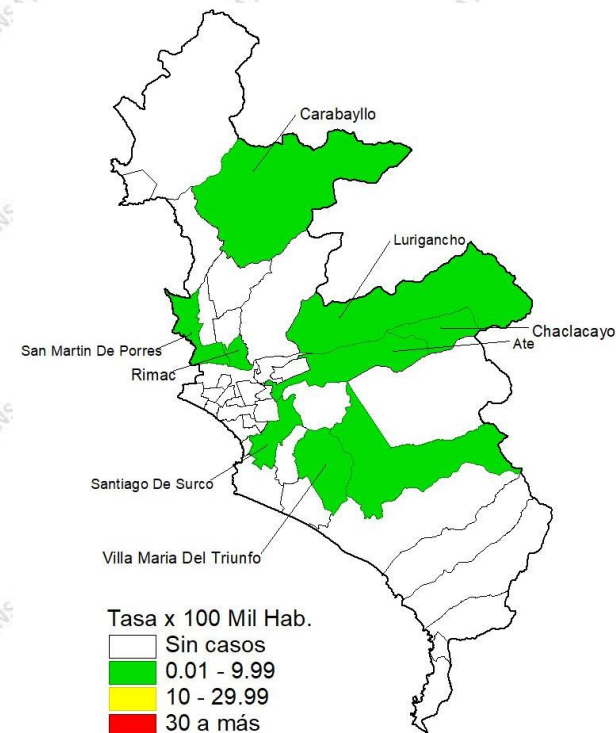 Carabayllo
Lurigancho
Chaclacayo
Ate
San Martin De Porres
Rimac
Santiago De Surco
Villa Maria Del Triunfo
Tasa x 100 Mil Hab.
Sin casos
0.01 - 9.99
10 - 29.99
30 a más